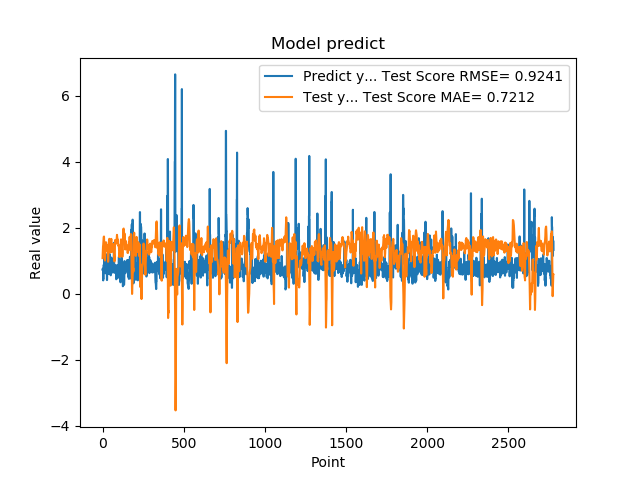 Model predict
Predict y... Test Score RMSE= 0.9241
Test y... Test Score MAE= 0.7212
Real value
6
4
2
0
−2
−4
0 500 1000 1500 2000 2500
Point